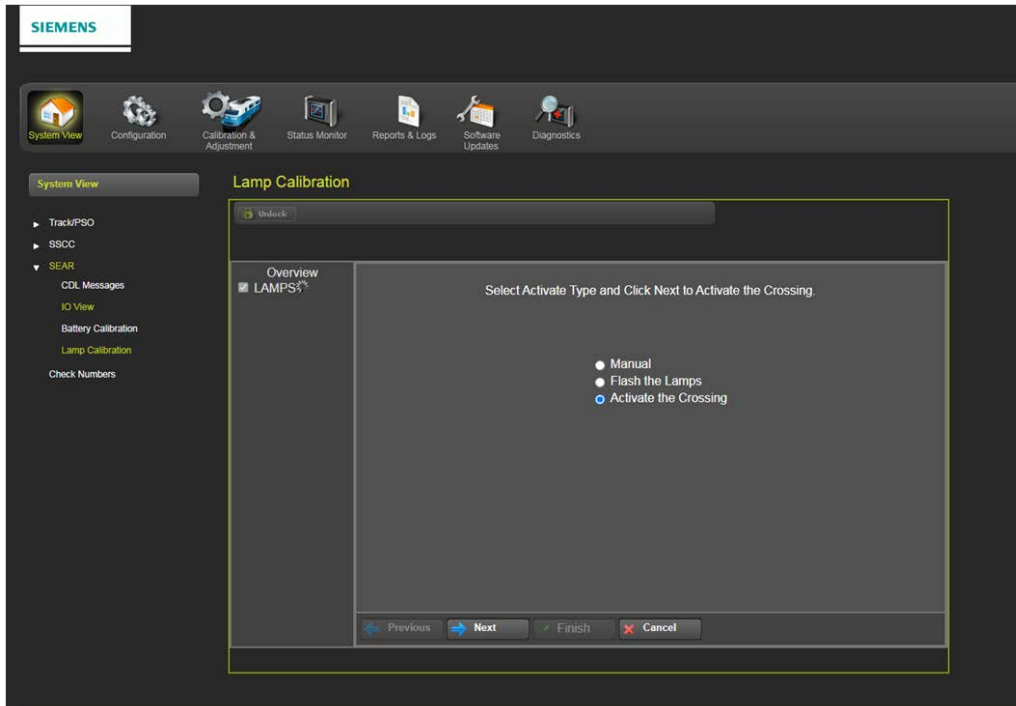 SIEMENS
System View
Configuration
Calibration &
Adjustment
Status Monitor
Reports & Logs
Software
Updates
Diagnostics
System View
Track/PSO
SSCC
SEAR
CDL Messages
IO View
Battery Calibration
Lamp Calibration
Check Numbers
Lamp Calibration
Unlock
Overview
LAMPS
Select Activate Type and Click Next to Activate the Crossing.
Manual
Flash the Lamps
Activate the Crossing
Previous
Next
Finish
Cancel